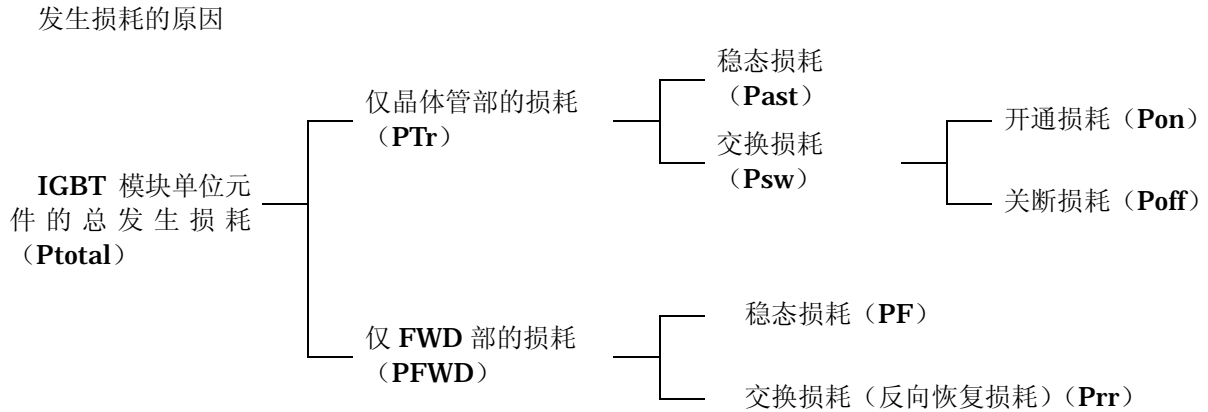 发生损耗的原因
稳态损耗
（Past）
仅晶体管部的损耗
（PTr）
开通损耗（Pon）
交换损耗
（Psw）
IGBT 模块单位元
件的总发生损耗
（Ptotal）
关断损耗（Poff）
稳态损耗（PF）
仅 FWD 部的损耗
（PFWD）
交换损耗（反向恢复损耗）（Prr）